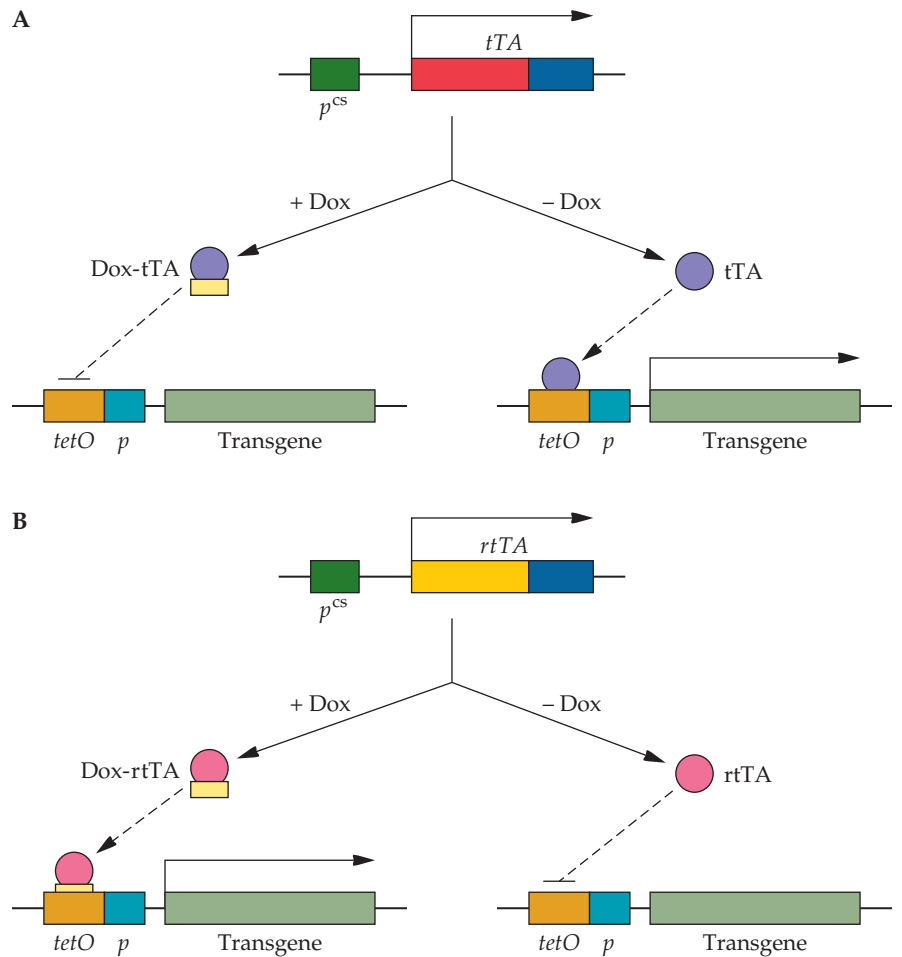 A
tTA
p^cs
+ Dox
– Dox
Dox-tTA
tTA
tetO p Transgene
tetO p Transgene
B
rtTA
p^cs
+ Dox
– Dox
Dox-rtTA
rtTA
tetO p Transgene
tetO p Transgene